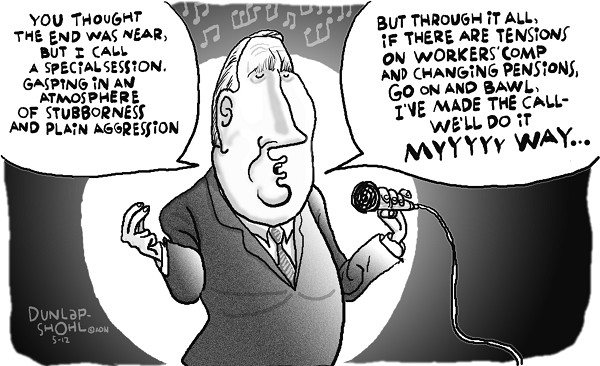 YOU THOUGHT
THE END WAS NEAR,
BUT I CALL
A SPECIAL SESSION.
GASPING IN AN
ATMOSPHERE
OF STUBBORNESS
AND PLAIN AGGRESSION
BUT THROUGH IT ALL,
IF THERE ARE TENSIONS
ON WORKERS' COMP
AND CHANGING PENSIONS,
GO ON AND BAWL,
I'VE MADE THE CALL-
WE'LL DO IT
MYYYYY WAY...
DUNLAP-
SHOHL ©ADN
5-12